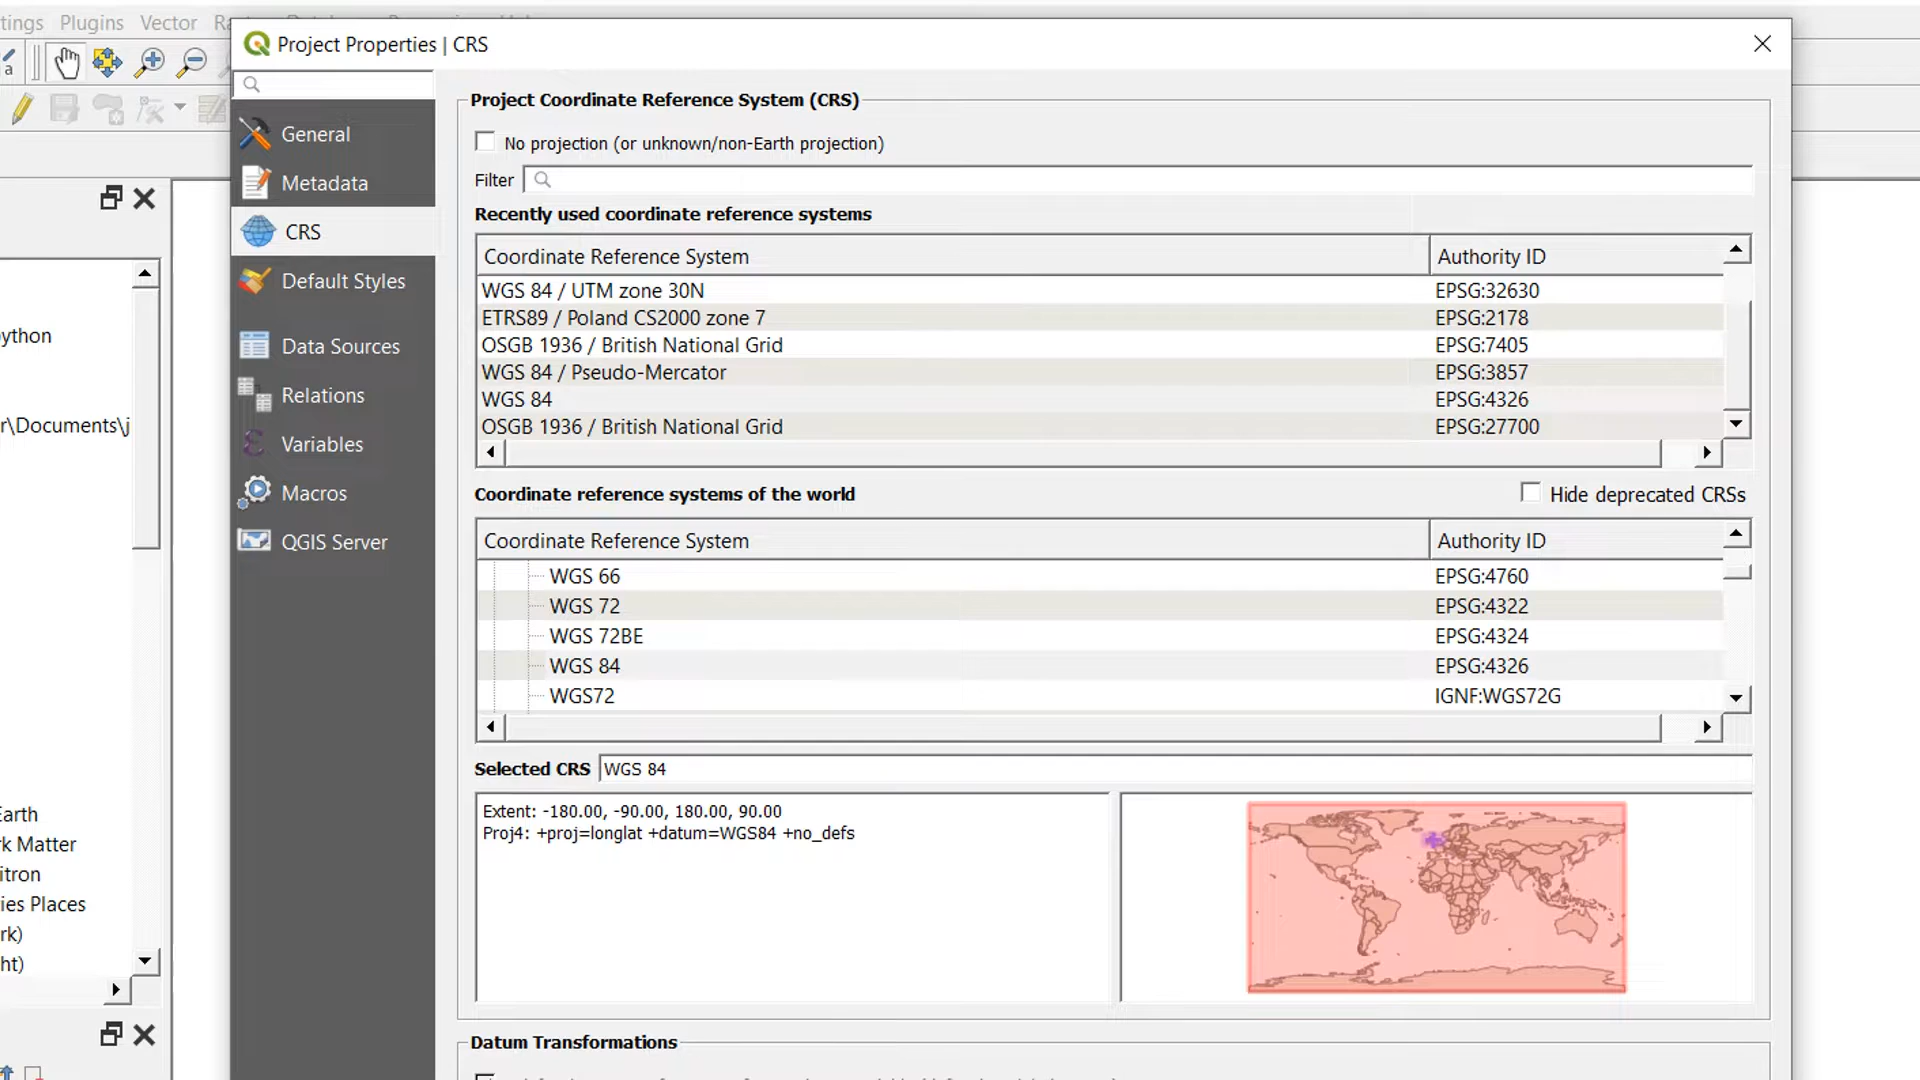 tings Plugins Vector
Project Properties | CRS
General
Metadata
CRS
Default Styles
Data Sources
Relations
Variables
Macros
QGIS Server
Project Coordinate Reference System (CRS)
No projection (or unknown/non-Earth projection)
Filter
Recently used coordinate reference systems
Coordinate Reference System Authority ID
WGS 84 / UTM zone 30N EPSG:32630
ETRS89 / Poland CS2000 zone 7 EPSG:2178
OSGB 1936 / British National Grid EPSG:7405
WGS 84 / Pseudo-Mercator EPSG:3857
WGS 84 EPSG:4326
OSGB 1936 / British National Grid EPSG:27700
Coordinate reference systems of the world Hide deprecated CRSs
Coordinate Reference System Authority ID
WGS 66 EPSG:4760
WGS 72 EPSG:4322
WGS 72BE EPSG:4324
WGS 84 EPSG:4326
WGS72 IGNF:WGS72G
Selected CRS WGS 84
Extent: -180.00, -90.00, 180.00, 90.00
Proj4: +proj=longlat +datum=WGS84 +no_defs
Datum Transformations
a
ython
r\Documents\j
Earth
rk Matter
itron
ies Places
rk)
ht)